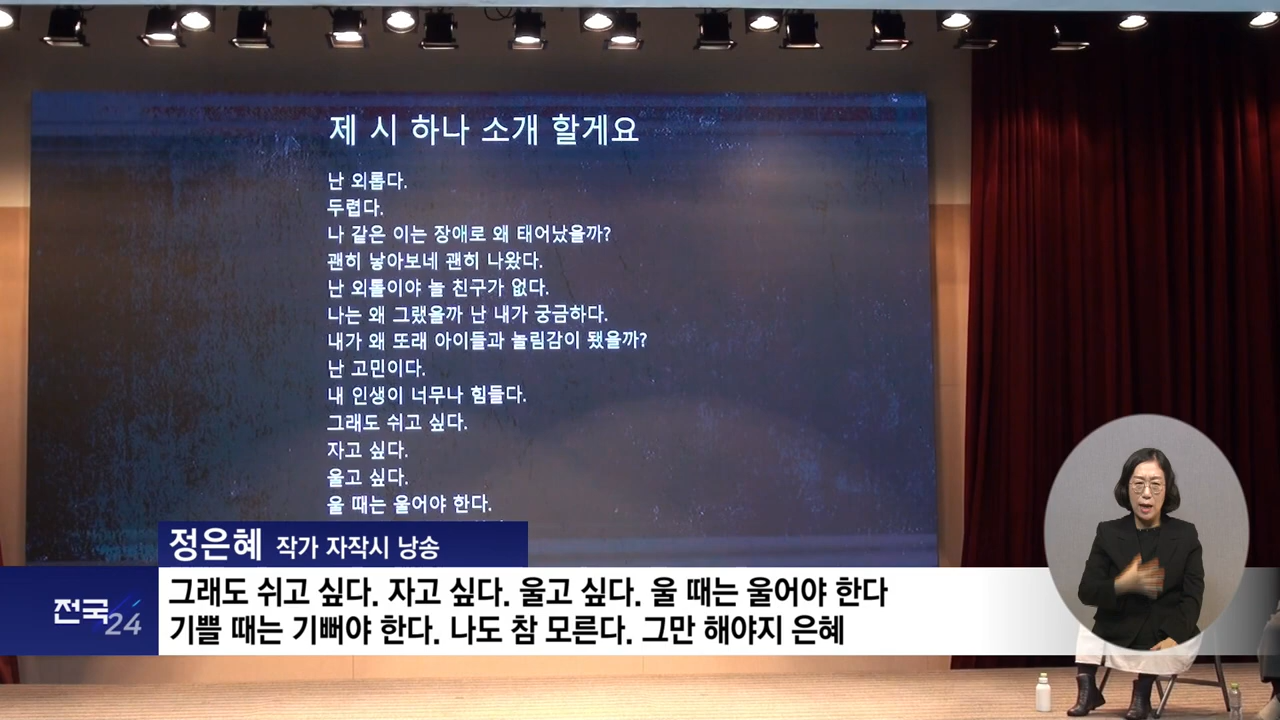 제 시 하나 소개 할게요
난 외롭다.
두렵다.
나 같은 이는 장애로 왜 태어났을까?
괜히 낳아보네 괜히 나왔다.
난 외톨이야 늘 친구가 없다.
나는 왜 그랬을까 난 내가 궁금하다.
내가 왜 또래 아이들과 놀림감이 됐을까?
난 고민이다.
내 인생이 너무나 힘들다.
그래도 쉬고 싶다.
자고 싶다.
울고 싶다.
울 때는 울어야 한다.
정은혜 작가 자작시 낭송
전국24
그래도 쉬고 싶다. 자고 싶다. 울고 싶다. 울 때는 울어야 한다
기쁠 때는 기뻐야 한다. 나도 참 모른다. 그만 해야지 은혜